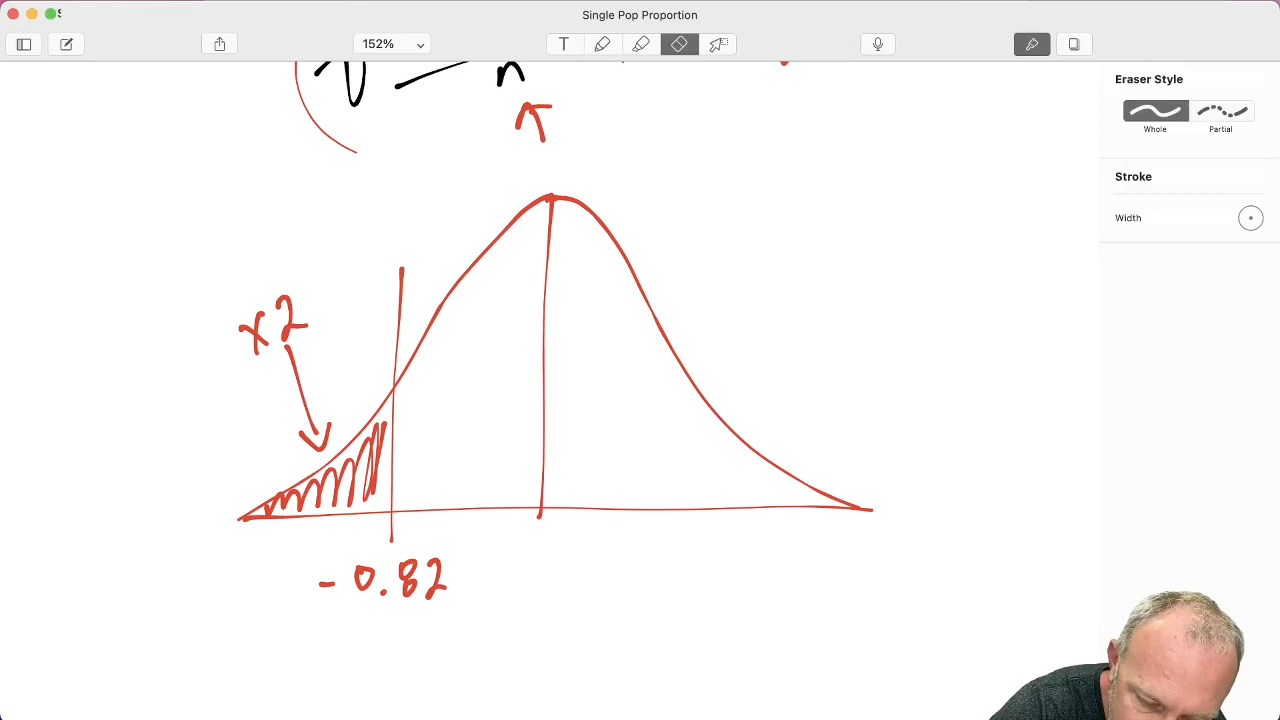 Single Pop Proportion
T
152%
Eraser Style
Whole Partial
Stroke
Width
n
x2
- 0.82